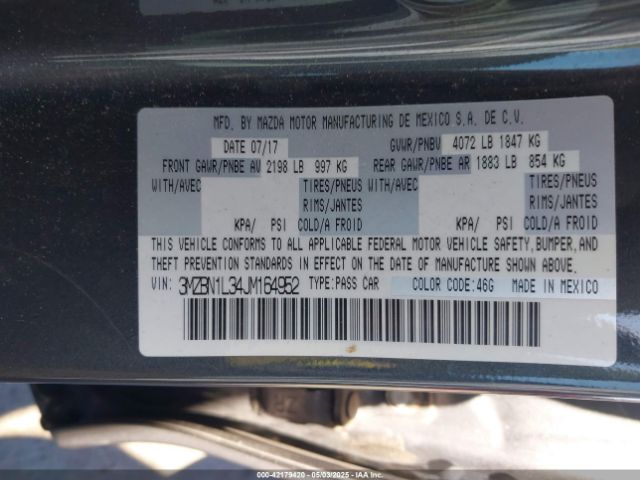 MFD. BY MAZDA MOTOR MANUFACTURING DE MEXICO S.A. DE C.V.
DATE 07/17 GVWR/PNBV 4072 LB 1847 KG
FRONT GAWR/PNBE AV 2198 LB 997 KG REAR GAWR/PNBE AR 1883 LB 854 KG
WITH/AVEC TIRES/PNEUS WITH/AVEC TIRES/PNEUS
RIMS/JANTES RIMS/JANTES
KPA/ PSI COLD/A FROID KPA/ PSI COLD/A FROID
THIS VEHICLE CONFORMS TO ALL APPLICABLE FEDERAL MOTOR VEHICLE SAFETY, BUMPER, AND
THEFT PREVENTION STANDARDS IN EFFECT ON THE DATE OF MANUFACTURE SHOWN ABOVE.
VIN: 3MZBN1L34JM164952 TYPE:PASS CAR COLOR CODE:46G MADE IN MEXICO
000-42179420 - 05/03/2025 - COPART